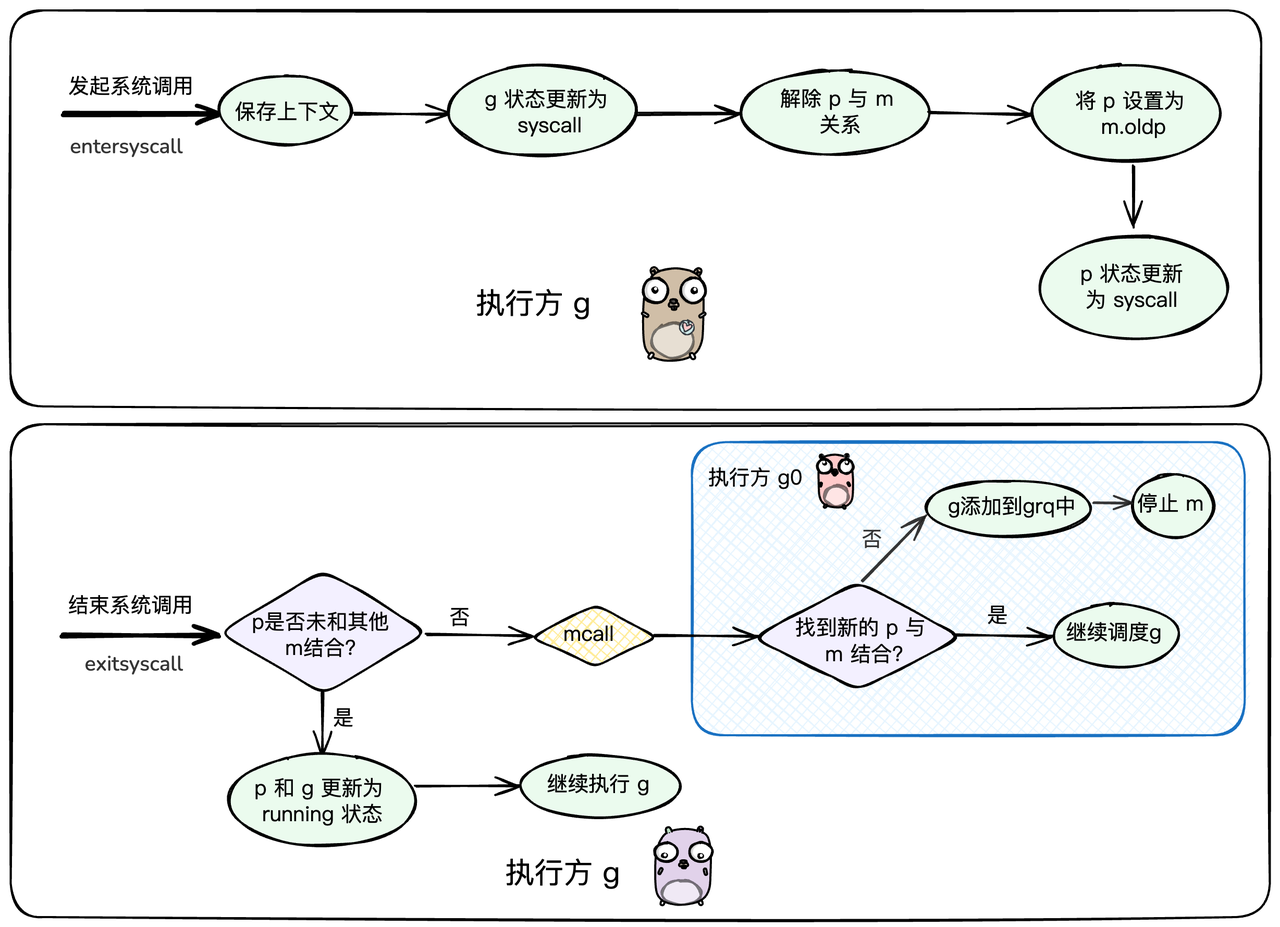 发起系统调用
entersyscall
保存上下文
g 状态更新为
syscall
解除 p 与 m
关系
将 p 设置为
m.oldp
p 状态更新
为 syscall
执行方 g
执行方 g0
g添加到grq中
停止 m
否
结束系统调用
exitsyscall
p是否未和其他
m结合?
否
mcall
找到新的 p 与
m 结合?
是
继续调度g
是
p 和 g 更新为
running 状态
继续执行 g
执行方 g